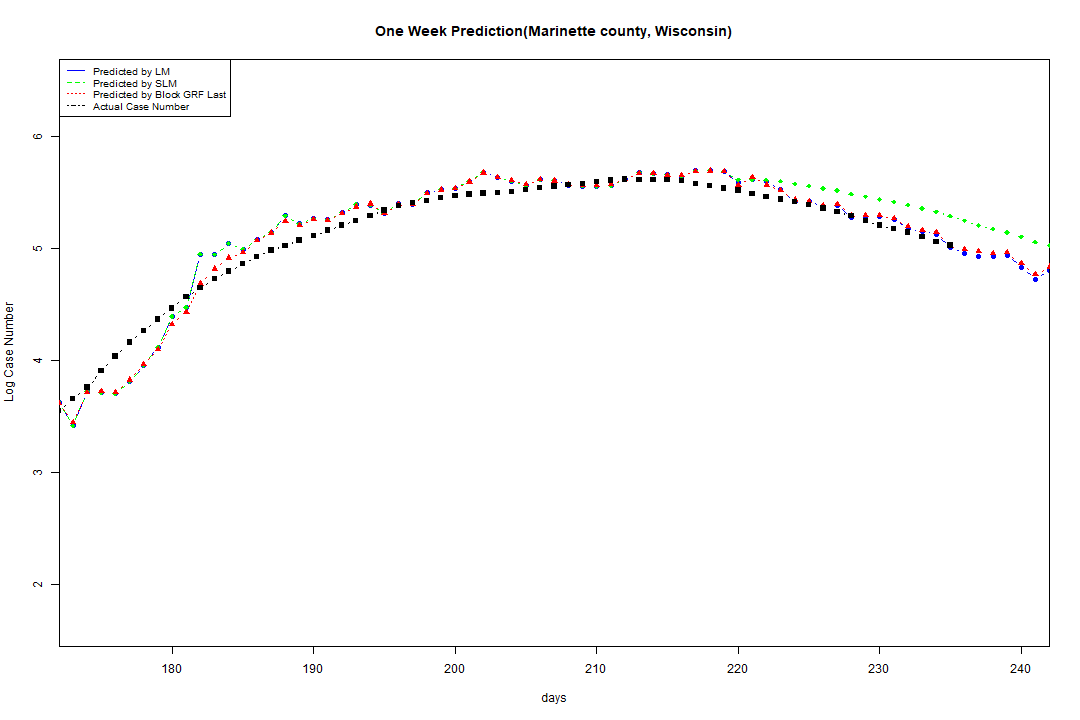 One Week Prediction(Marinette county, Wisconsin)
Predicted by LM
Predicted by SLM
Predicted by Block GRF Last
Actual Case Number
Log Case Number
6
5
4
3
2
180 190 200 210 220 230 240
days